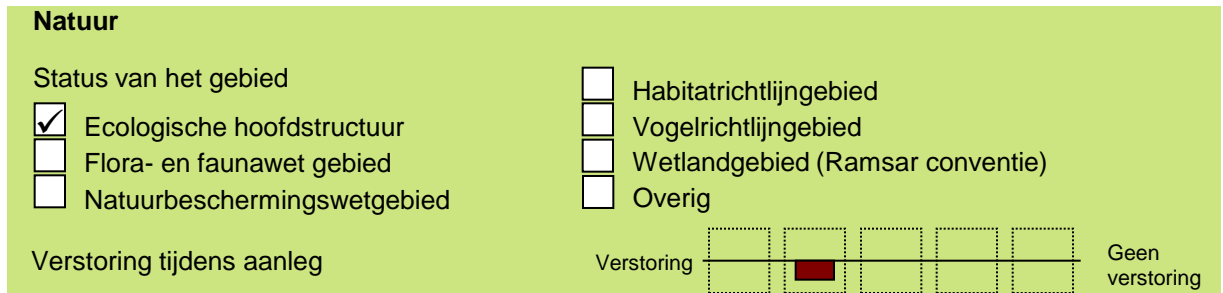 Natuur
Status van het gebied
✓ Ecologische hoofdstructuur
Flora- en faunawet gebied
Natuurbeschermingswetgebied
Habitatrichtlijngebied
Vogelrichtlijngebied
Wetlandgebied (Ramsar conventie)
Overig
Verstoring tijdens aanleg
Verstoring
Geen
verstoring